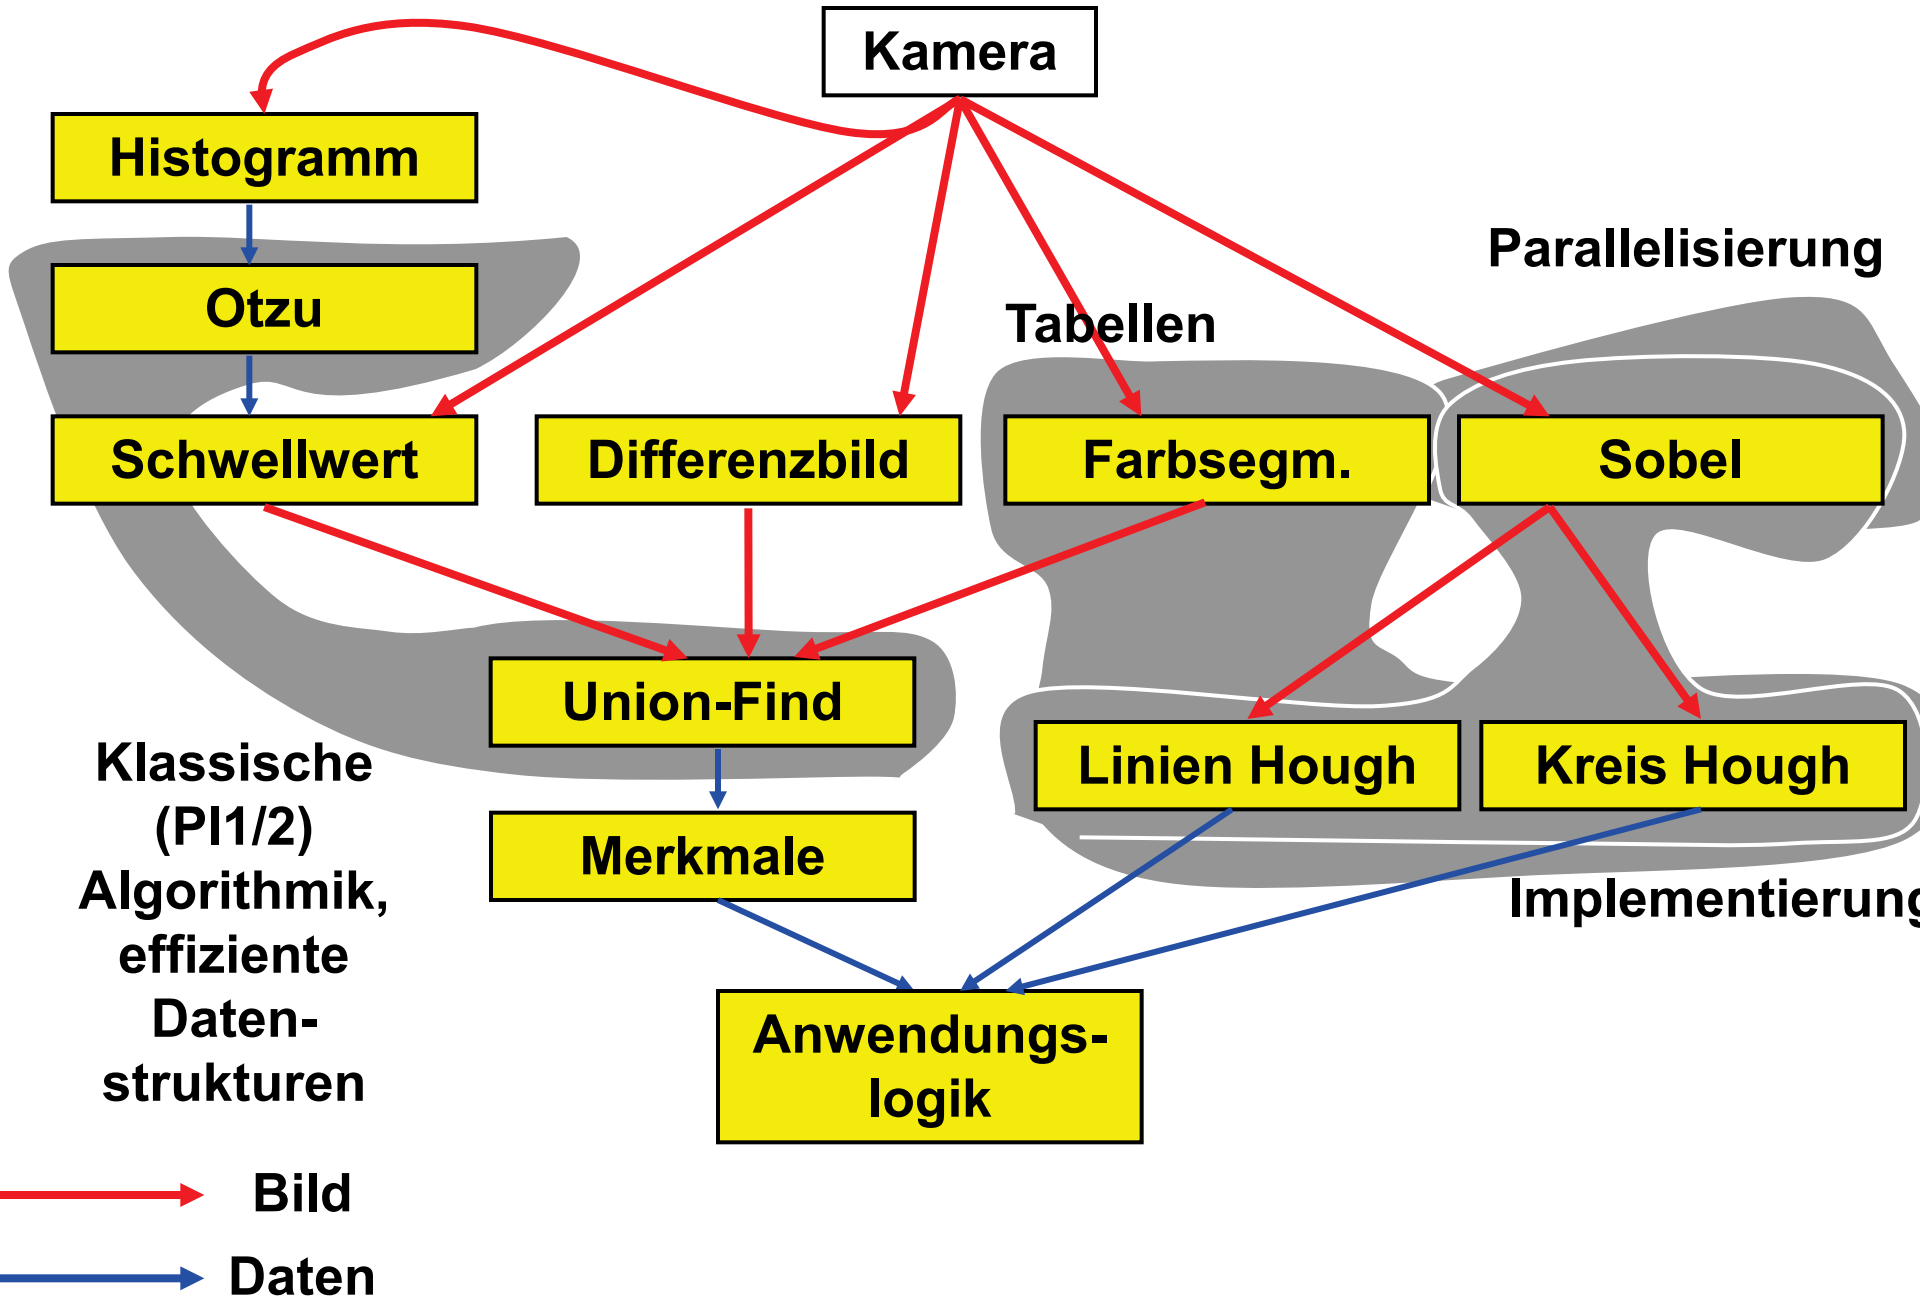 Kamera
Histogramm
Parallelisierung
Otzu
Tabellen
Schwellwert
Differenzbild
Farbsegm.
Sobel
Union-Find
Klassische
(PI1/2)
Algorithmik,
effiziente
Daten-
strukturen
Linien Hough
Kreis Hough
Merkmale
Implementierung
Anwendungs-
logik
Bild
Daten